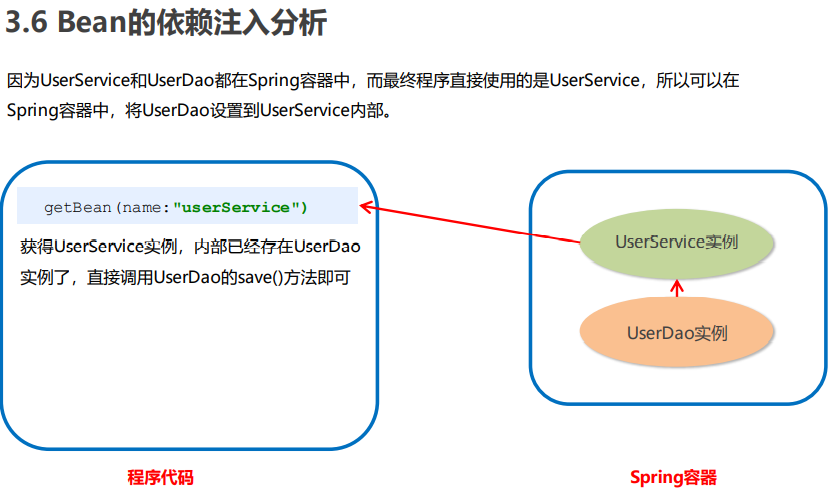 3.6 Bean的依赖注入分析
因为UserService和UserDao都在Spring容器中，而最终程序直接使用的是UserService，所以可以在
Spring容器中，将UserDao设置到UserService内部。
getBean(name:"userService")
获得UserService实例，内部已经存在UserDao
实例了，直接调用UserDao的save()方法即可
UserService实例
UserDao实例
程序代码
Spring容器